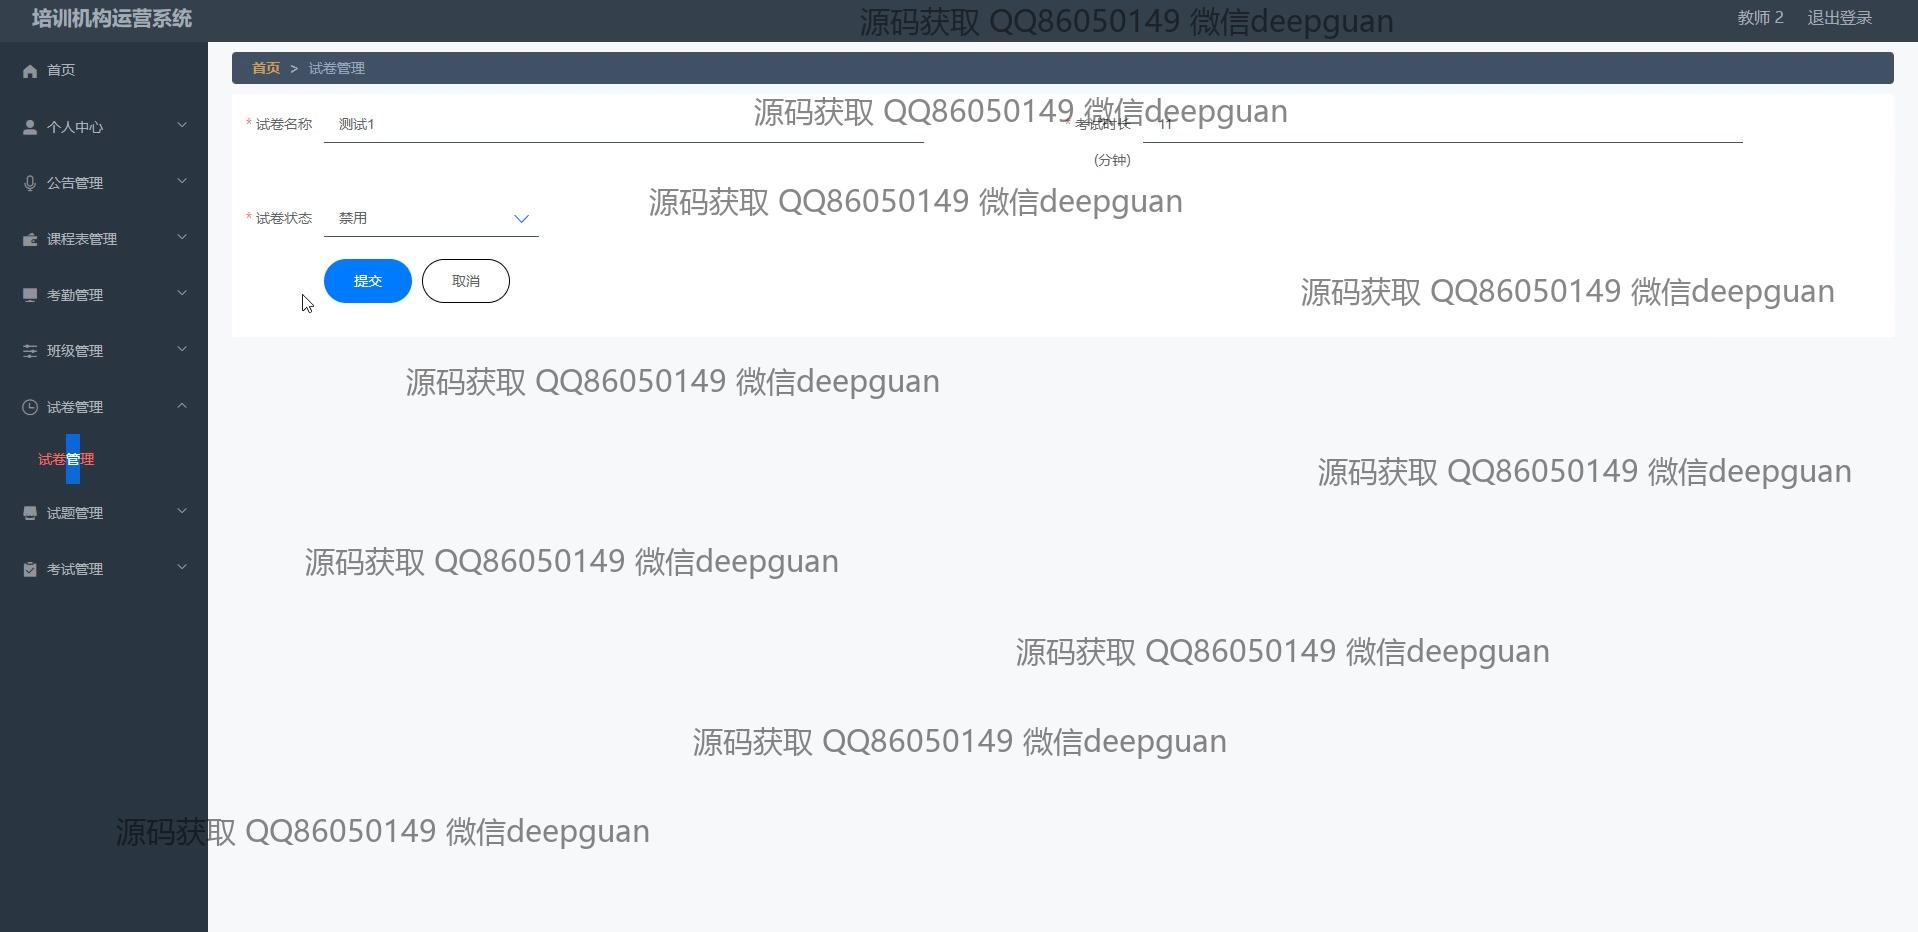 培训机构运营系统
源码获取 QQ86050149 微信deepguan
教师 2 退出登录
首页
首页 > 试卷管理
* 试卷名称 测试1
源码获取 QQ86050149 微信deepguan
* 考试时长 11
(分钟)
个人中心
公告管理
源码获取 QQ86050149 微信deepguan
* 试卷状态 禁用
课程表管理
提交 取消
考勤管理
源码获取 QQ86050149 微信deepguan
班级管理
源码获取 QQ86050149 微信deepguan
试卷管理
试卷管理
源码获取 QQ86050149 微信deepguan
试题管理
考试管理
源码获取 QQ86050149 微信deepguan
源码获取 QQ86050149 微信deepguan
源码获取 QQ86050149 微信deepguan
源码获取 QQ86050149 微信deepguan